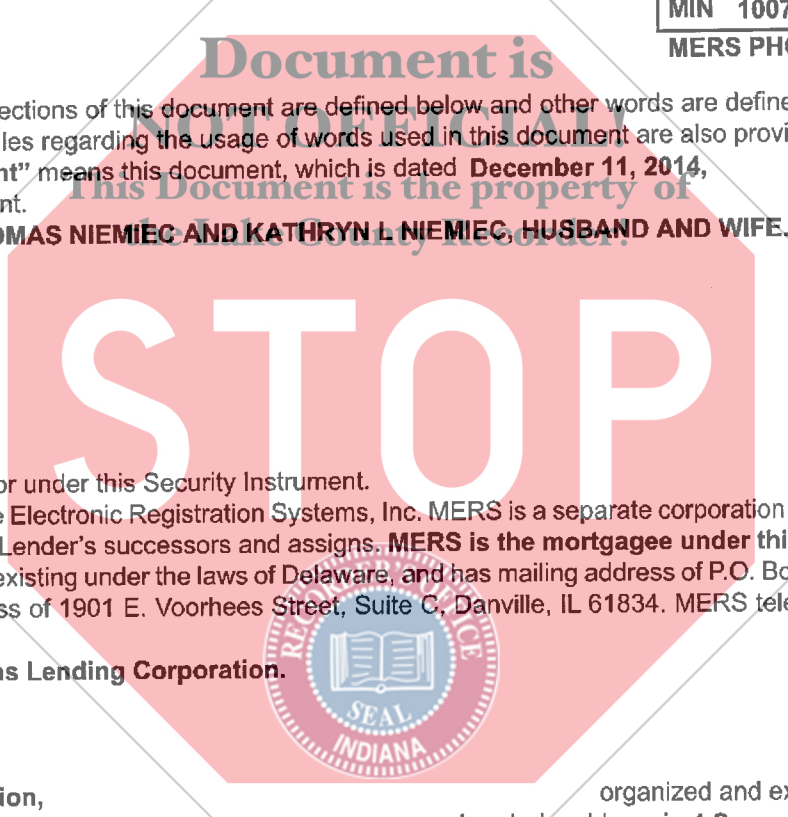 MIN 1007
MERS PH
Document is
ections of this document are defined below and other words are define
NOT OFFICIAL!
les regarding the usage of words used in this document are also provi
nt” means this document, which is dated December 11, 2014,
This Document is the property of
nt.
the Lake County Recorder!
OMAS NIEMIEC AND KATHRYN L NIEMIEC, HUSBAND AND WIFE.
STOP
or under this Security Instrument.
e Electronic Registration Systems, Inc. MERS is a separate corporation
Lender's successors and assigns. MERS is the mortgagee under thi
existing under the laws of Delaware, and has mailing address of P.O. Bo
ss of 1901 E. Voorhees Street, Suite C, Danville, IL 61834. MERS tele
RECORDER'S OFFICE
ns Lending Corporation.
SEAL
INDIANA
organized and ex
ion,